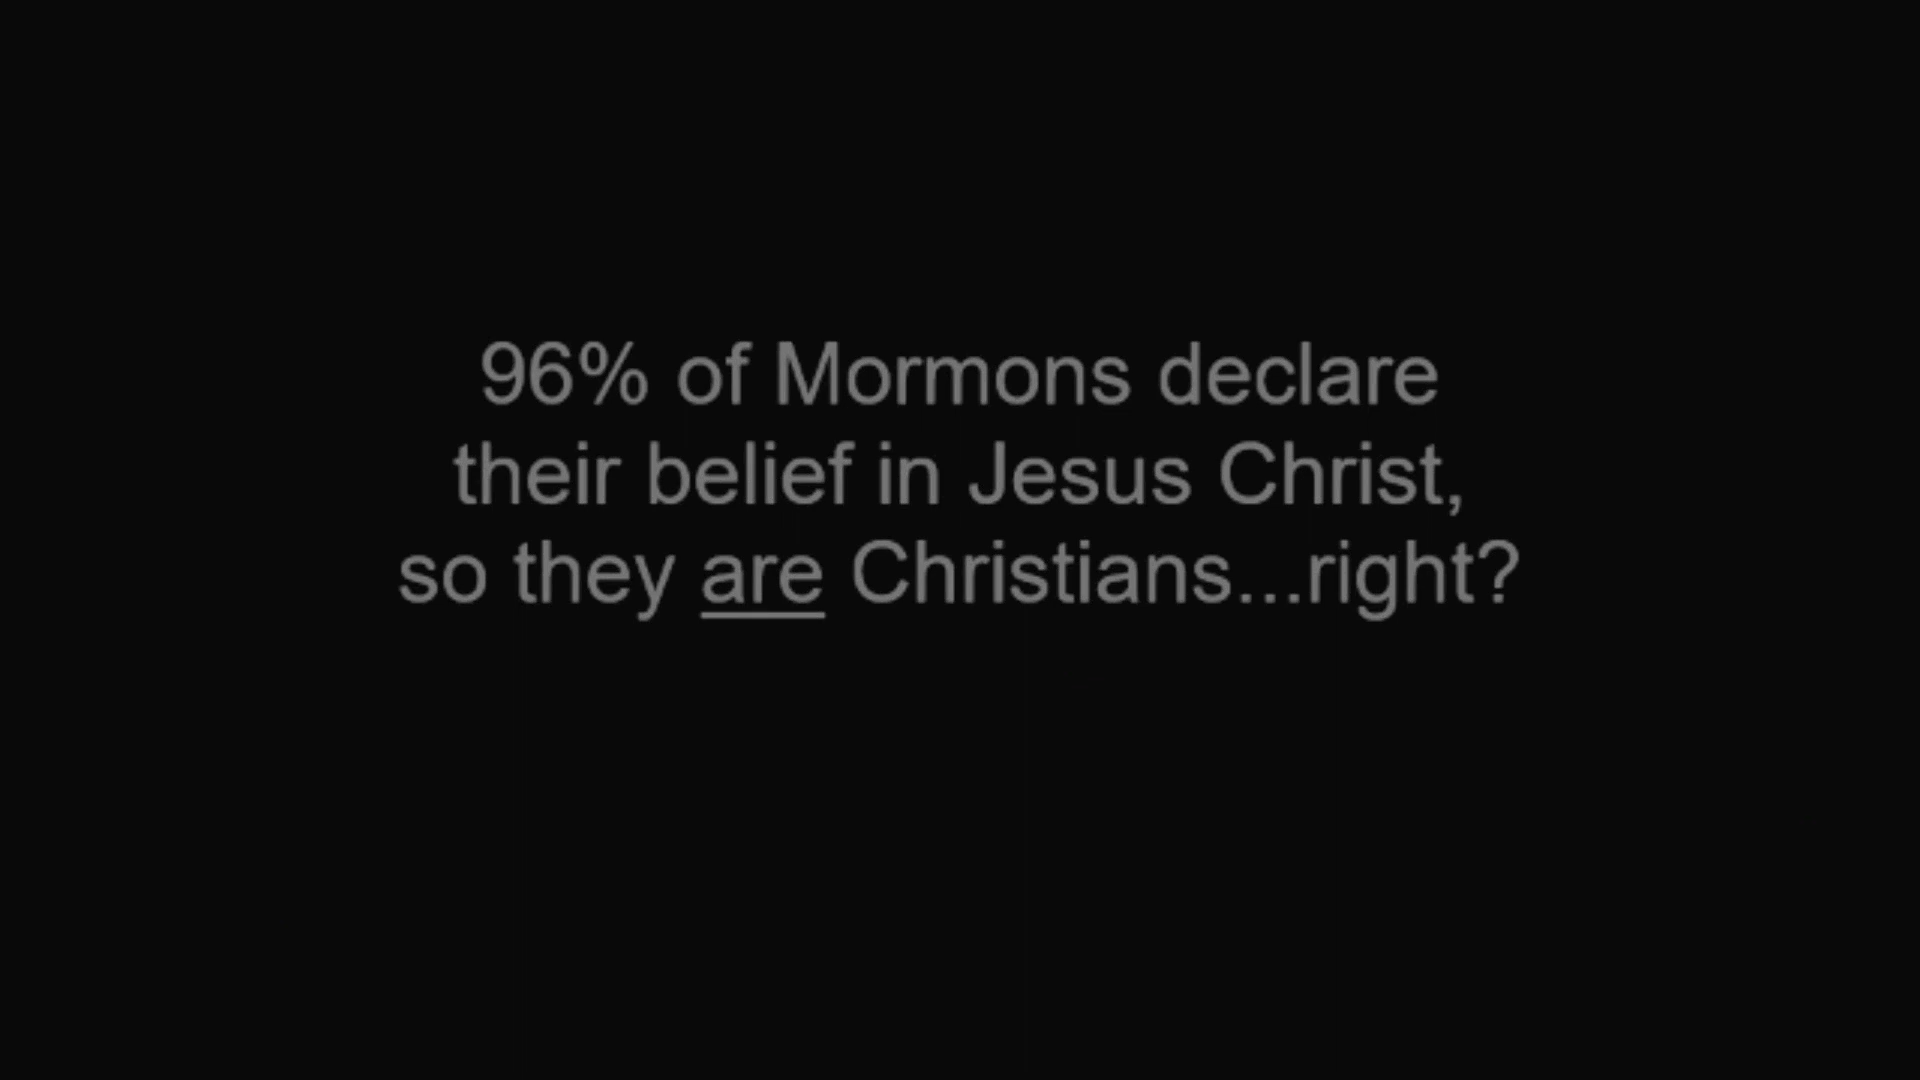 96% of Mormons declare
their belief in Jesus Christ,
so they are Christians...right?